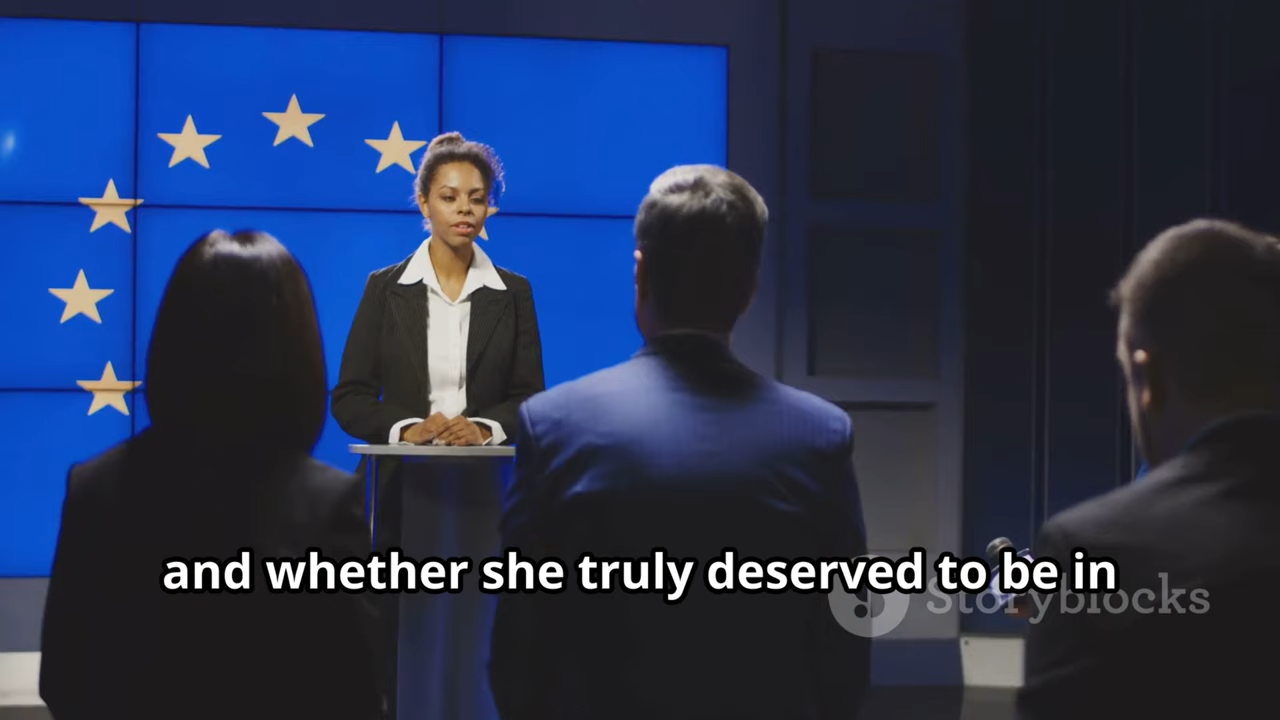 and whether she truly deserved to be in
Storyblocks